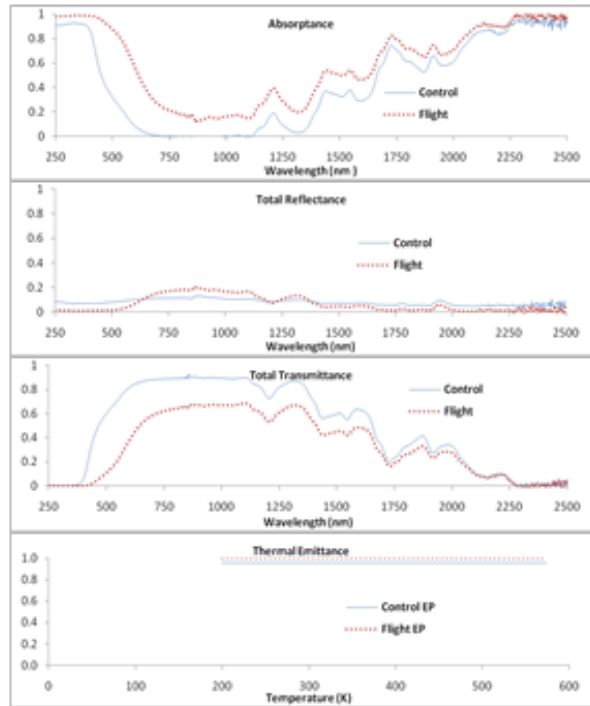 Absorptance
1
0.8
0.6
0.4
0.2
0
Control
Flight
250 500 750 1000 1250 1500 1750 2000 2250 2500
Wavelength (nm )
Total Reflectance
1
0.8
0.6
0.4
0.2
0
Control
Flight
250 500 750 1000 1250 1500 1750 2000 2250 2500
Wavelength (nm)
Total Transmittance
1
0.8
0.6
0.4
0.2
0
Control
Flight
250 500 750 1000 1250 1500 1750 2000 2250 2500
Wavelength (nm)
Thermal Emittance
1.0
0.8
0.6
0.4
0.2
0.0
Control EP
Flight EP
0 100 200 300 400 500 600
Temperature (K)